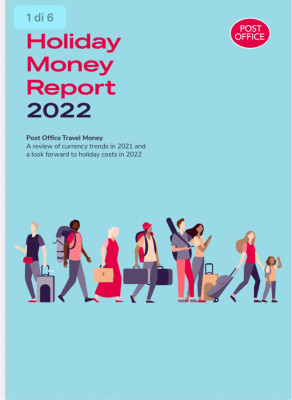 1 di 6
Holiday
Money
Report
2022
POST
OFFICE
Post Office Travel Money
A review of currency trends in 2021 and
a look forward to holiday costs in 2022